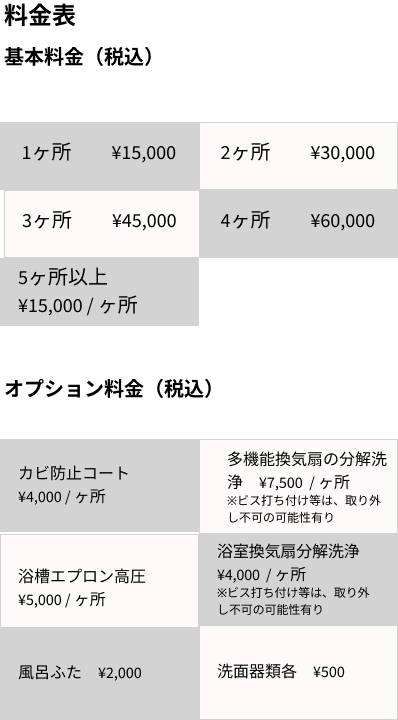 料金表
基本料金（税込）
1ヶ所　¥15,000
2ヶ所　¥30,000
3ヶ所　¥45,000
4ヶ所　¥60,000
5ヶ所以上
¥15,000 / ヶ所
オプション料金（税込）
カビ防止コート
¥4,000 / ヶ所
多機能換気扇の分解洗
浄　¥7,500 / ヶ所
※ビス打ち付け等は、取り外
し不可の可能性有り
浴槽エプロン高圧
¥5,000 / ヶ所
浴室換気扇分解洗浄
¥4,000 / ヶ所
※ビス打ち付け等は、取り外
し不可の可能性有り
風呂ふた　¥2,000
洗面器類各　¥500